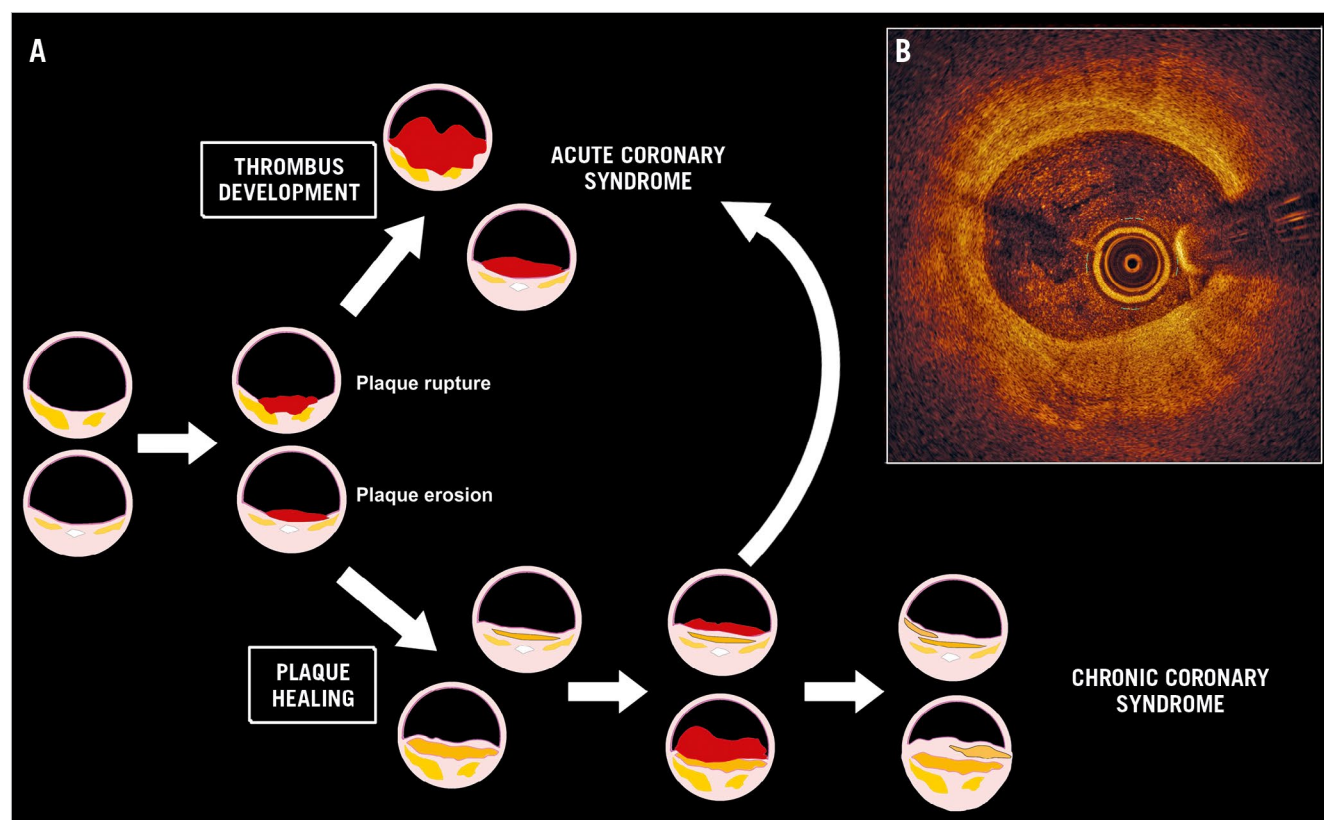 A
B
THROMBUS
DEVELOPMENT
ACUTE CORONARY
SYNDROME
Plaque rupture
Plaque erosion
PLAQUE
HEALING
CHRONIC CORONARY
SYNDROME